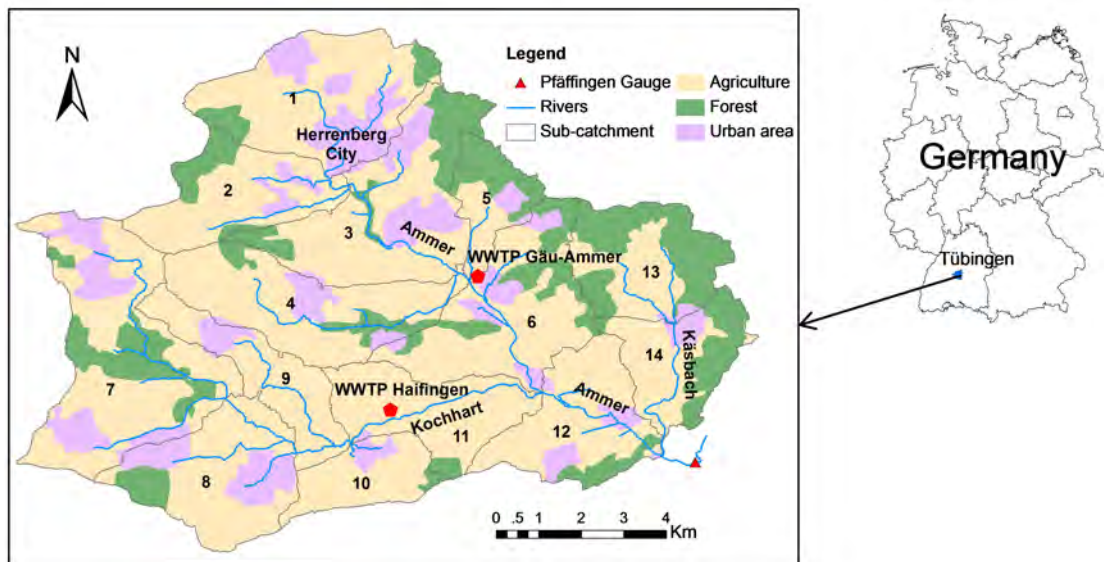 N
Legend
Pfäffingen Gauge
Agriculture
Rivers
Forest
Sub-catchment
Urban area
1
Herrenberg
City
2
3
Ammer
5
WWTP Gäu-Ammer
13
4
6
14
Käsbach
7
9
WWTP Haifingen
Kochhart
Ammer
11
12
8
10
0 .5 1 2 3 4
Km
Germany
Tübingen